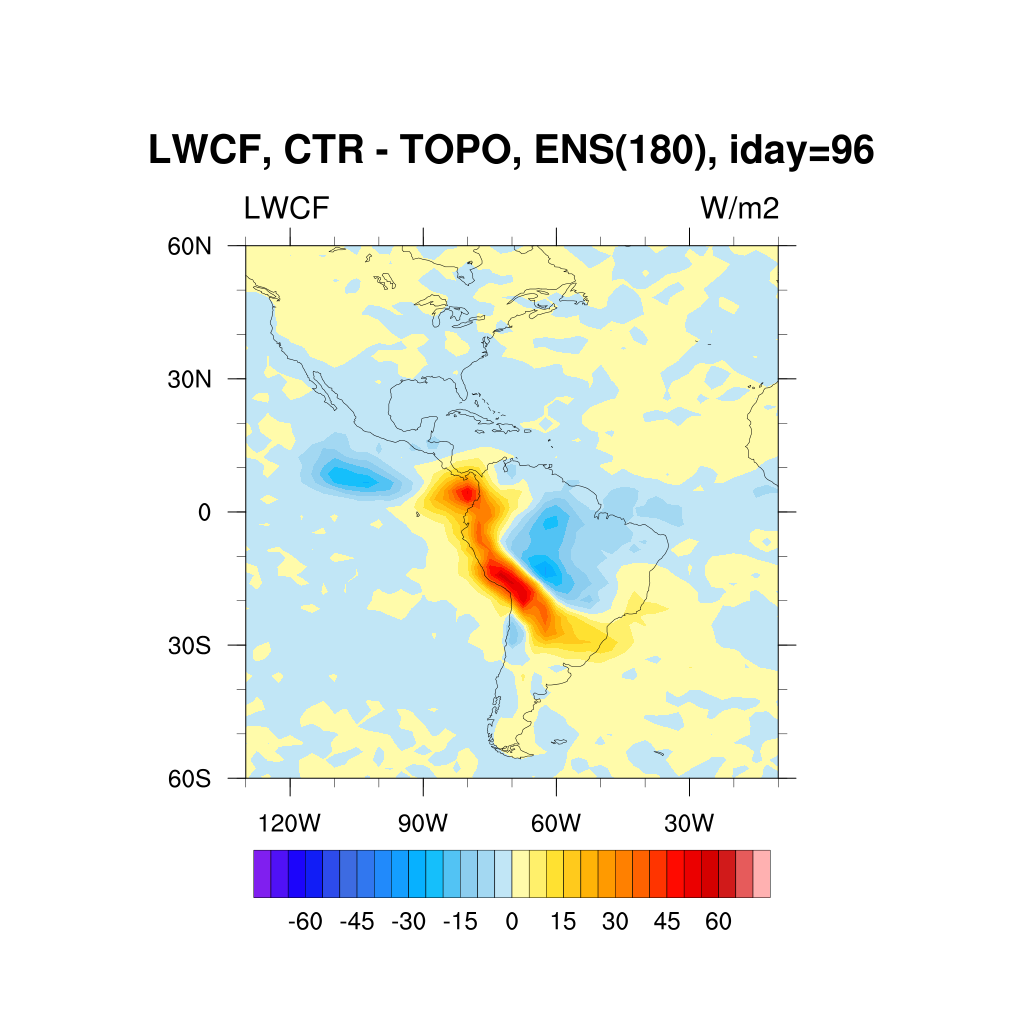 LWCF, CTR - TOPO, ENS(180), iday=96
LWCF W/m2
60N
30N
0
30S
60S
120W 90W 60W 30W
-60 -45 -30 -15 0 15 30 45 60